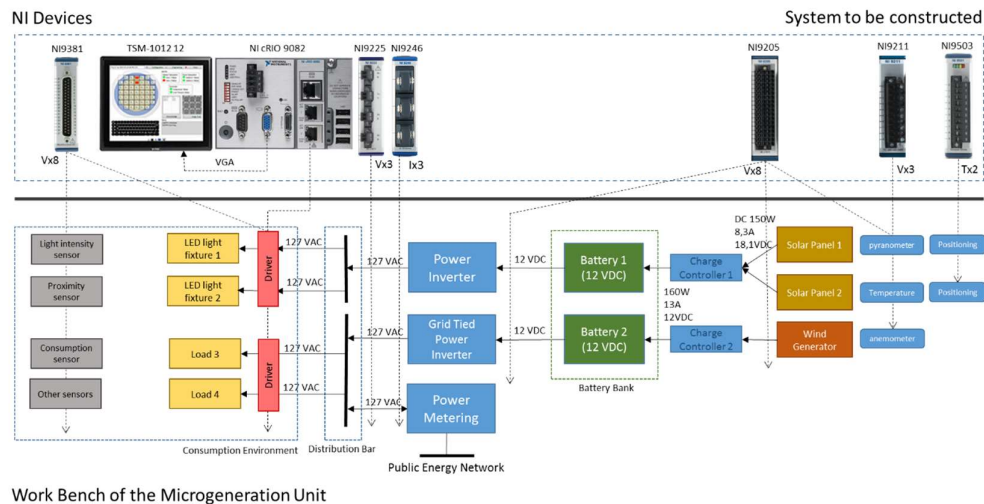 NI Devices
System to be constructed
NI9381
TSM-1012 12
NI cRIO 9082
NI9225
NI9246
NI9205
NI9211
NI9503
Vx8
VGA
Vx3
Ix3
Vx8
Vx3
Tx2
Light intensity
sensor
Proximity
sensor
Consumption
sensor
Other sensors
LED light
fixture 1
LED light
fixture 2
Load 3
Load 4
Driver
Driver
127 VAC
127 VAC
127 VAC
127 VAC
Consumption Environment
Distribution Bar
127 VAC
127 VAC
127 VAC
Power
Inverter
Grid Tied
Power
Inverter
Power
Metering
Public Energy Network
12 VDC
12 VDC
Battery 1
(12 VDC)
Battery 2
(12 VDC)
Battery Bank
Charge
Controller 1
160W
13A
12VDC
Charge
Controller 2
DC 150W
8,3A
18,1VDC
Solar Panel 1
Solar Panel 2
Wind
Generator
pyranometer
Temperature
anemometer
Positioning
Positioning
Work Bench of the Microgeneration Unit